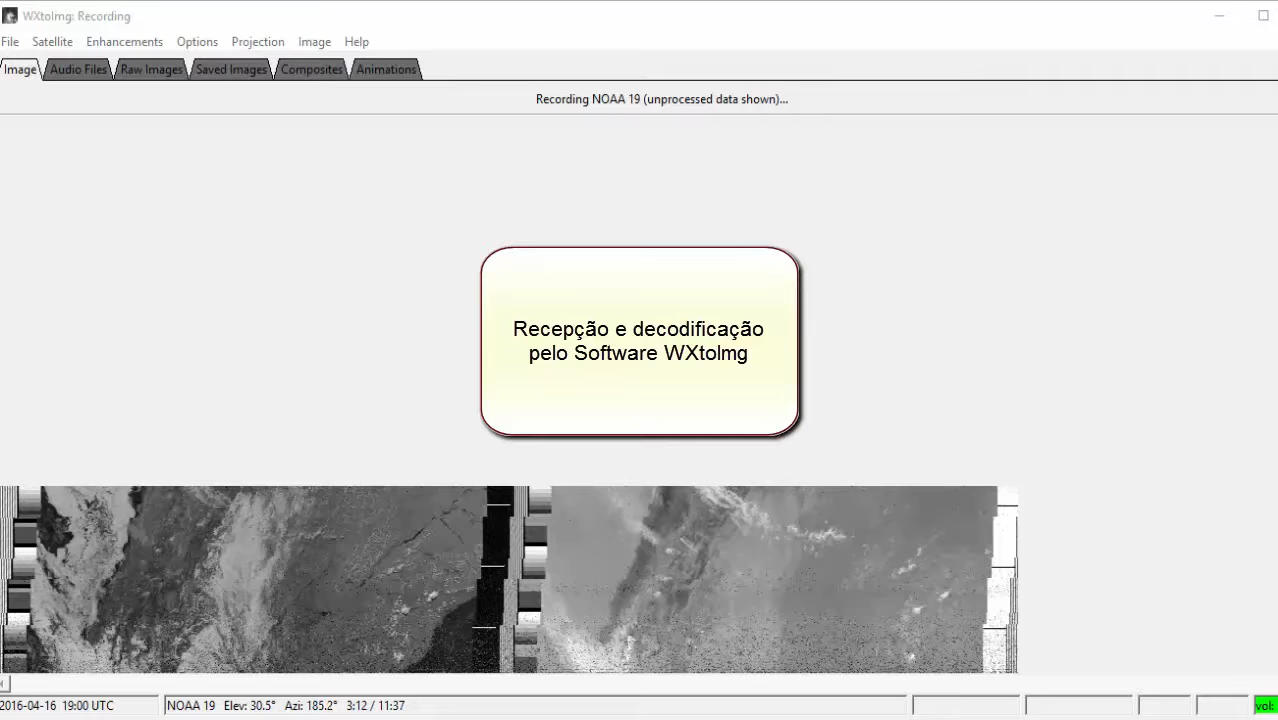 WXtoImg: Recording
File Satellite Enhancements Options Projection Image Help
Image Audio Files Raw Images Saved Images Composites Animations
Recording NOAA 19 (unprocessed data shown)...
Recepção e decodificação
pelo Software WXtoImg
2016-04-16 19:00 UTC NOAA 19 Elev: 30.5° Azi: 185.2° 3:12 / 11:37 vol: